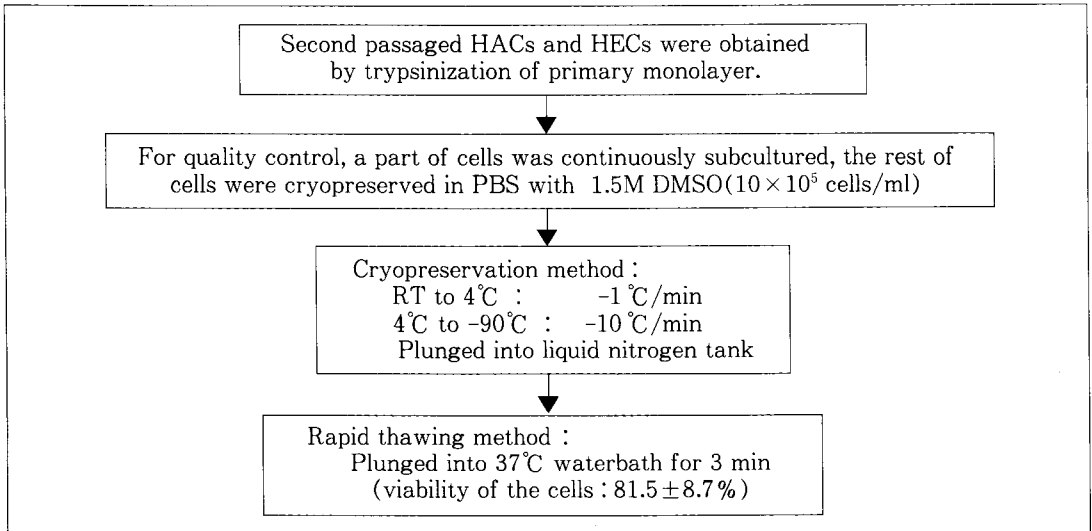 Second passaged HACs and HECs were obtained
by trypsinization of primary monolayer.
For quality control, a part of cells was continuously subcultured, the rest of
cells were cryopreserved in PBS with 1.5M DMSO(10×10⁵ cells/ml)
Cryopreservation method :
RT to 4℃ : -1℃/min
4℃ to -90℃ : -10℃/min
Plunged into liquid nitrogen tank
Rapid thawing method :
Plunged into 37℃ waterbath for 3 min
(viability of the cells : 81.5±8.7%)